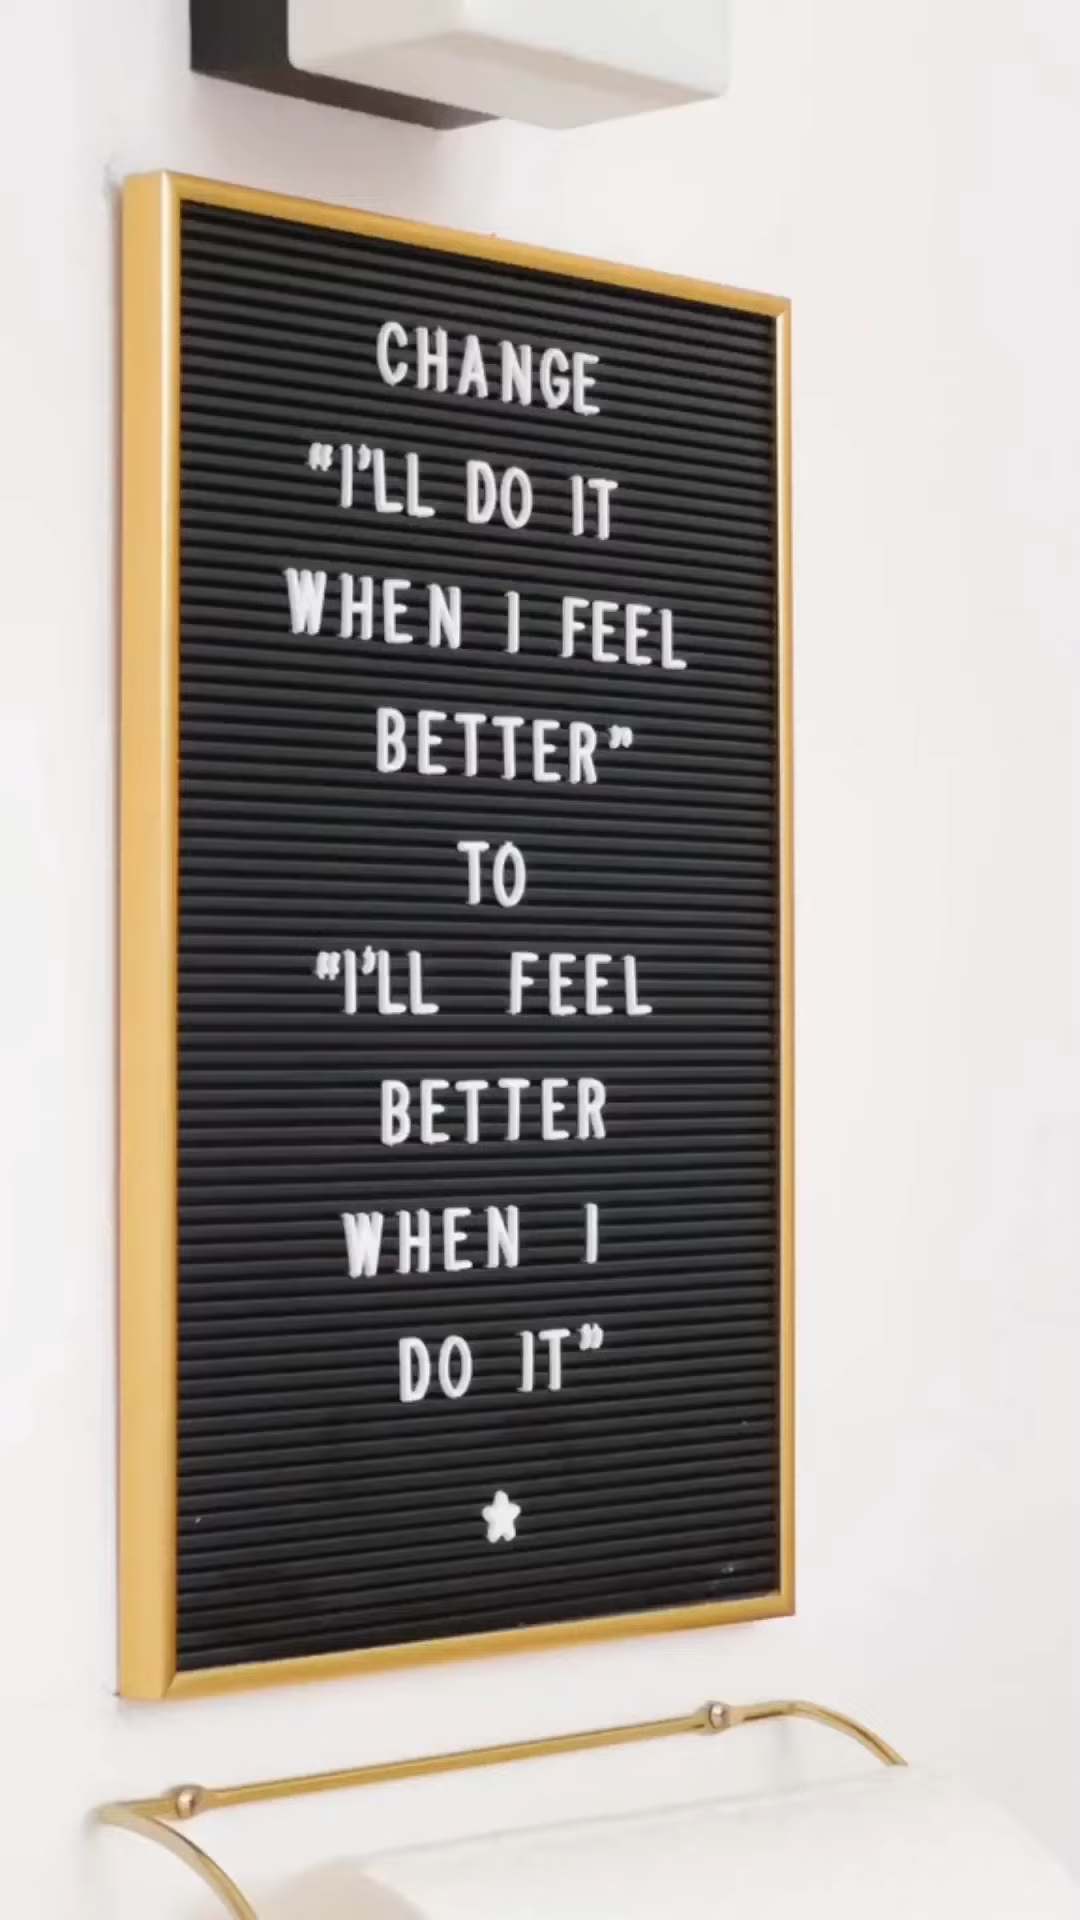 CHANGE
“I’LL DO IT
WHEN I FEEL
BETTER”
TO
“I’LL FEEL
BETTER
WHEN I
DO IT”